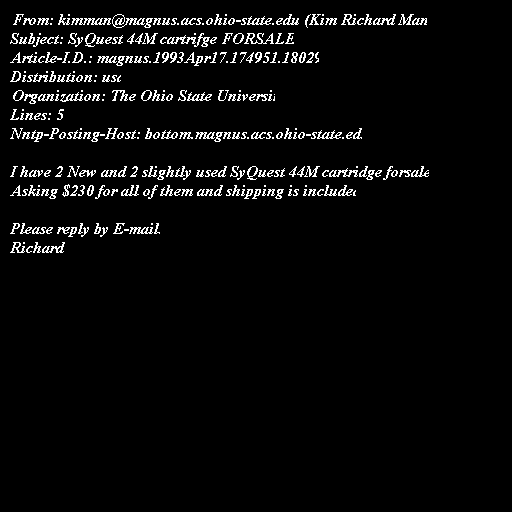 From: kimman@magnus.acs.ohio-state.edu (Kim Richard Man
Subject: SyQuest 44M cartrifge FORSALE
Article-I.D.: magnus.1993Apr17.174951.18029
Distribution: usa
Organization: The Ohio State Universit
Lines: 5
Nntp-Posting-Host: bottom.magnus.acs.ohio-state.ed

I have 2 New and 2 slightly used SyQuest 44M cartridge forsale
Asking $230 for all of them and shipping is included

Please reply by E-mail.
Richard